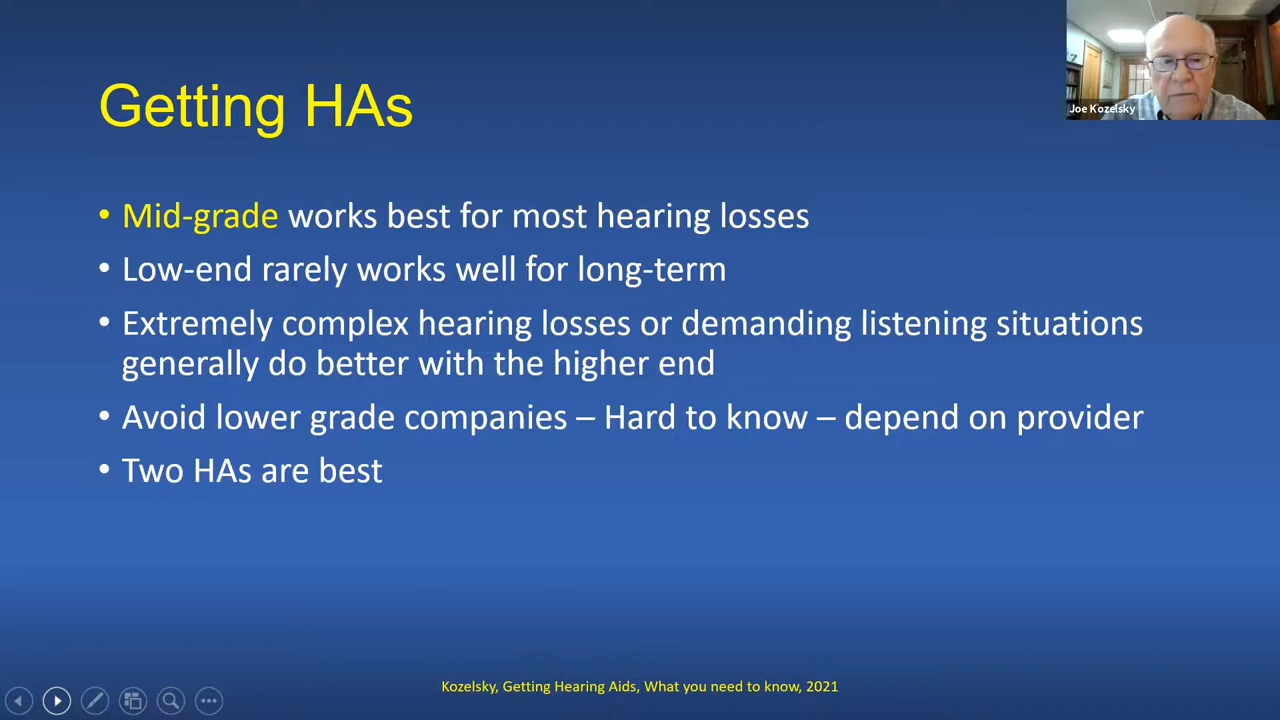 Joe Kozelsky
Getting HAs
• Mid-grade works best for most hearing losses
• Low-end rarely works well for long-term
• Extremely complex hearing losses or demanding listening situations
generally do better with the higher end
• Avoid lower grade companies – Hard to know – depend on provider
• Two HAs are best
Kozelsky, Getting Hearing Aids, What you need to know, 2021